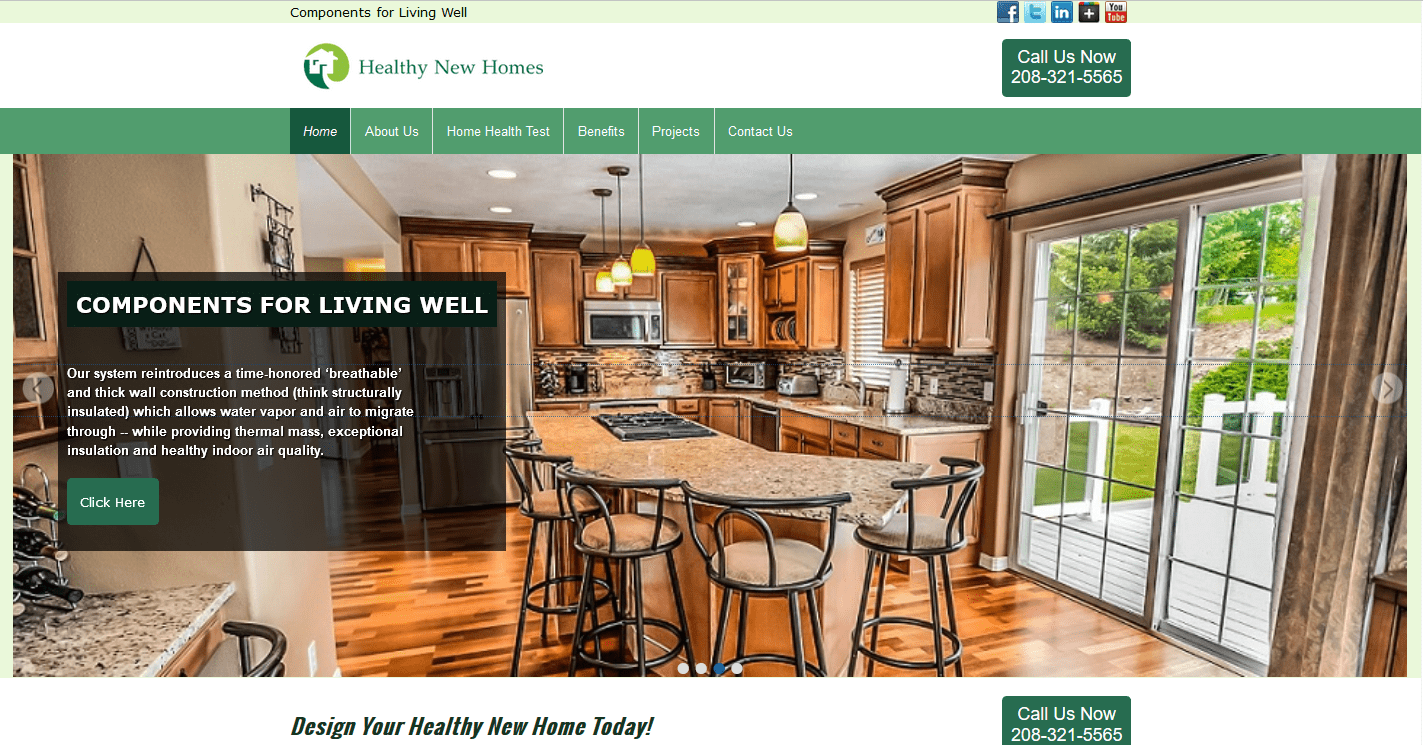 Components for Living Well
You
Tube
Healthy New Homes
Call Us Now
208-321-5565
Home
About Us
Home Health Test
Benefits
Projects
Contact Us
COMPONENTS FOR LIVING WELL
Our system reintroduces a time-honored ‘breathable’
and thick wall construction method (think structurally
insulated) which allows water vapor and air to migrate
through -- while providing thermal mass, exceptional
insulation and healthy indoor air quality.
Click Here
Design Your Healthy New Home Today!
Call Us Now
208-321-5565